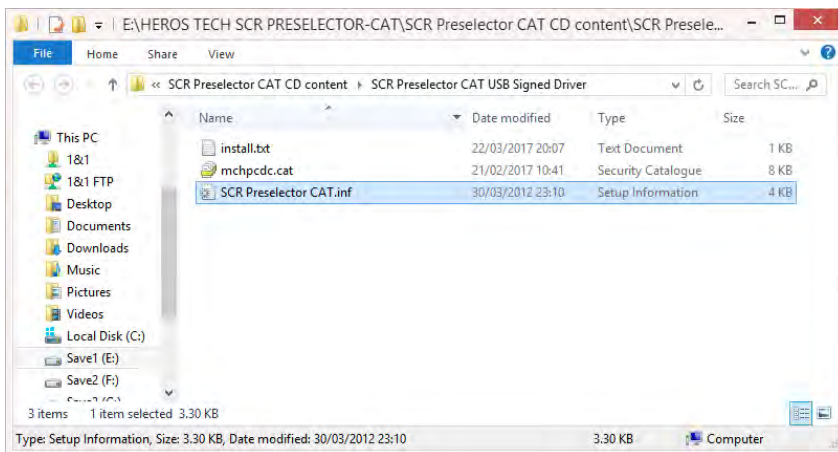 E:\HEROS TECH SCR PRESELECTOR-CAT\SCR Preselector CAT CD content\SCR Presele...
File Home Share View
« SCR Preselector CAT CD content SCR Preselector CAT USB Signed Driver Search SC...
Name Date modified Type Size
This PC
1&1
1&1 FTP
Desktop
Documents
Downloads
Music
Pictures
Videos
Local Disk (C:)
Save1 (E:)
Save2 (F:)
install.txt 22/03/2017 20:07 Text Document 1 KB
mchpcdc.cat 21/02/2017 10:41 Security Catalogue 8 KB
SCR Preselector CAT.inf 30/03/2012 23:10 Setup Information 4 KB
3 items 1 item selected 3.30 KB
Type: Setup Information, Size: 3.30 KB, Date modified: 30/03/2012 23:10 3.30 KB Computer